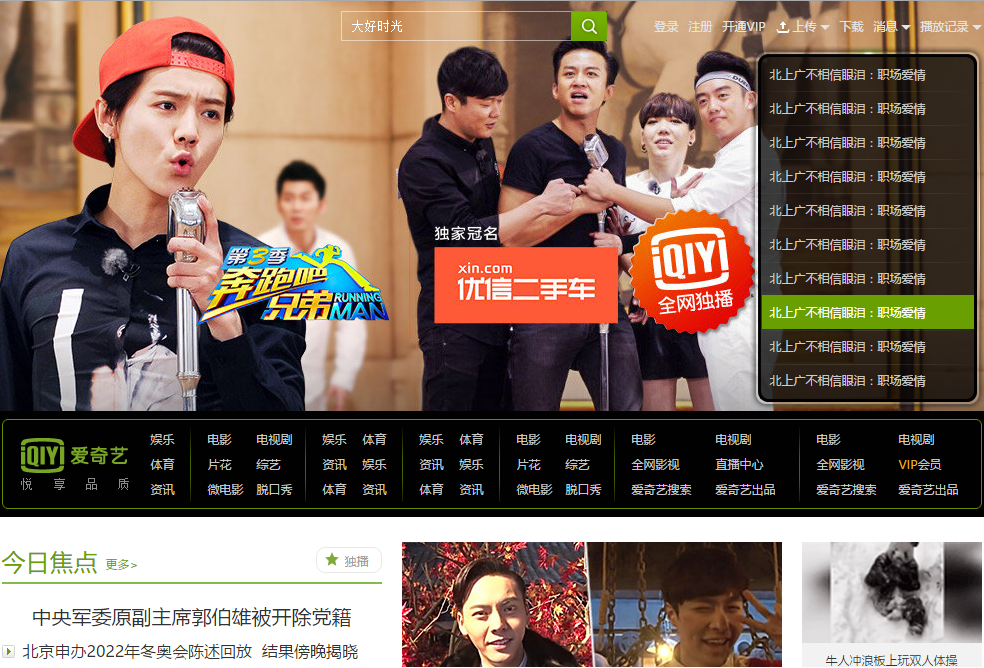 大好时光
登录 注册 开通VIP 上传 下载 消息 播放记录
北上广不相信眼泪：职场爱情
北上广不相信眼泪：职场爱情
北上广不相信眼泪：职场爱情
北上广不相信眼泪：职场爱情
北上广不相信眼泪：职场爱情
北上广不相信眼泪：职场爱情
北上广不相信眼泪：职场爱情
北上广不相信眼泪：职场爱情
北上广不相信眼泪：职场爱情
北上广不相信眼泪：职场爱情
第3季
奔跑吧
兄弟
RUNNING
MAN
独家冠名
xin.com
优信二手车
iQIYI
全网独播
iQIYI 爱奇艺
悦享品质
娱乐 电影 电视剧 娱乐 体育 娱乐 体育 电影 电视剧 电影 电视剧 电影 电视剧
体育 片花 综艺 资讯 娱乐 资讯 娱乐 片花 综艺 全网影视 直播中心 全网影视 VIP会员
资讯 微电影 脱口秀 体育 资讯 体育 资讯 微电影 脱口秀 爱奇艺搜索 爱奇艺出品 爱奇艺搜索 爱奇艺出品
今日焦点 更多>
独播
中央军委原副主席郭伯雄被开除党籍
北京申办2022年冬奥会陈述回放 结果傍晚揭晓
牛人冲浪板上玩双人体操